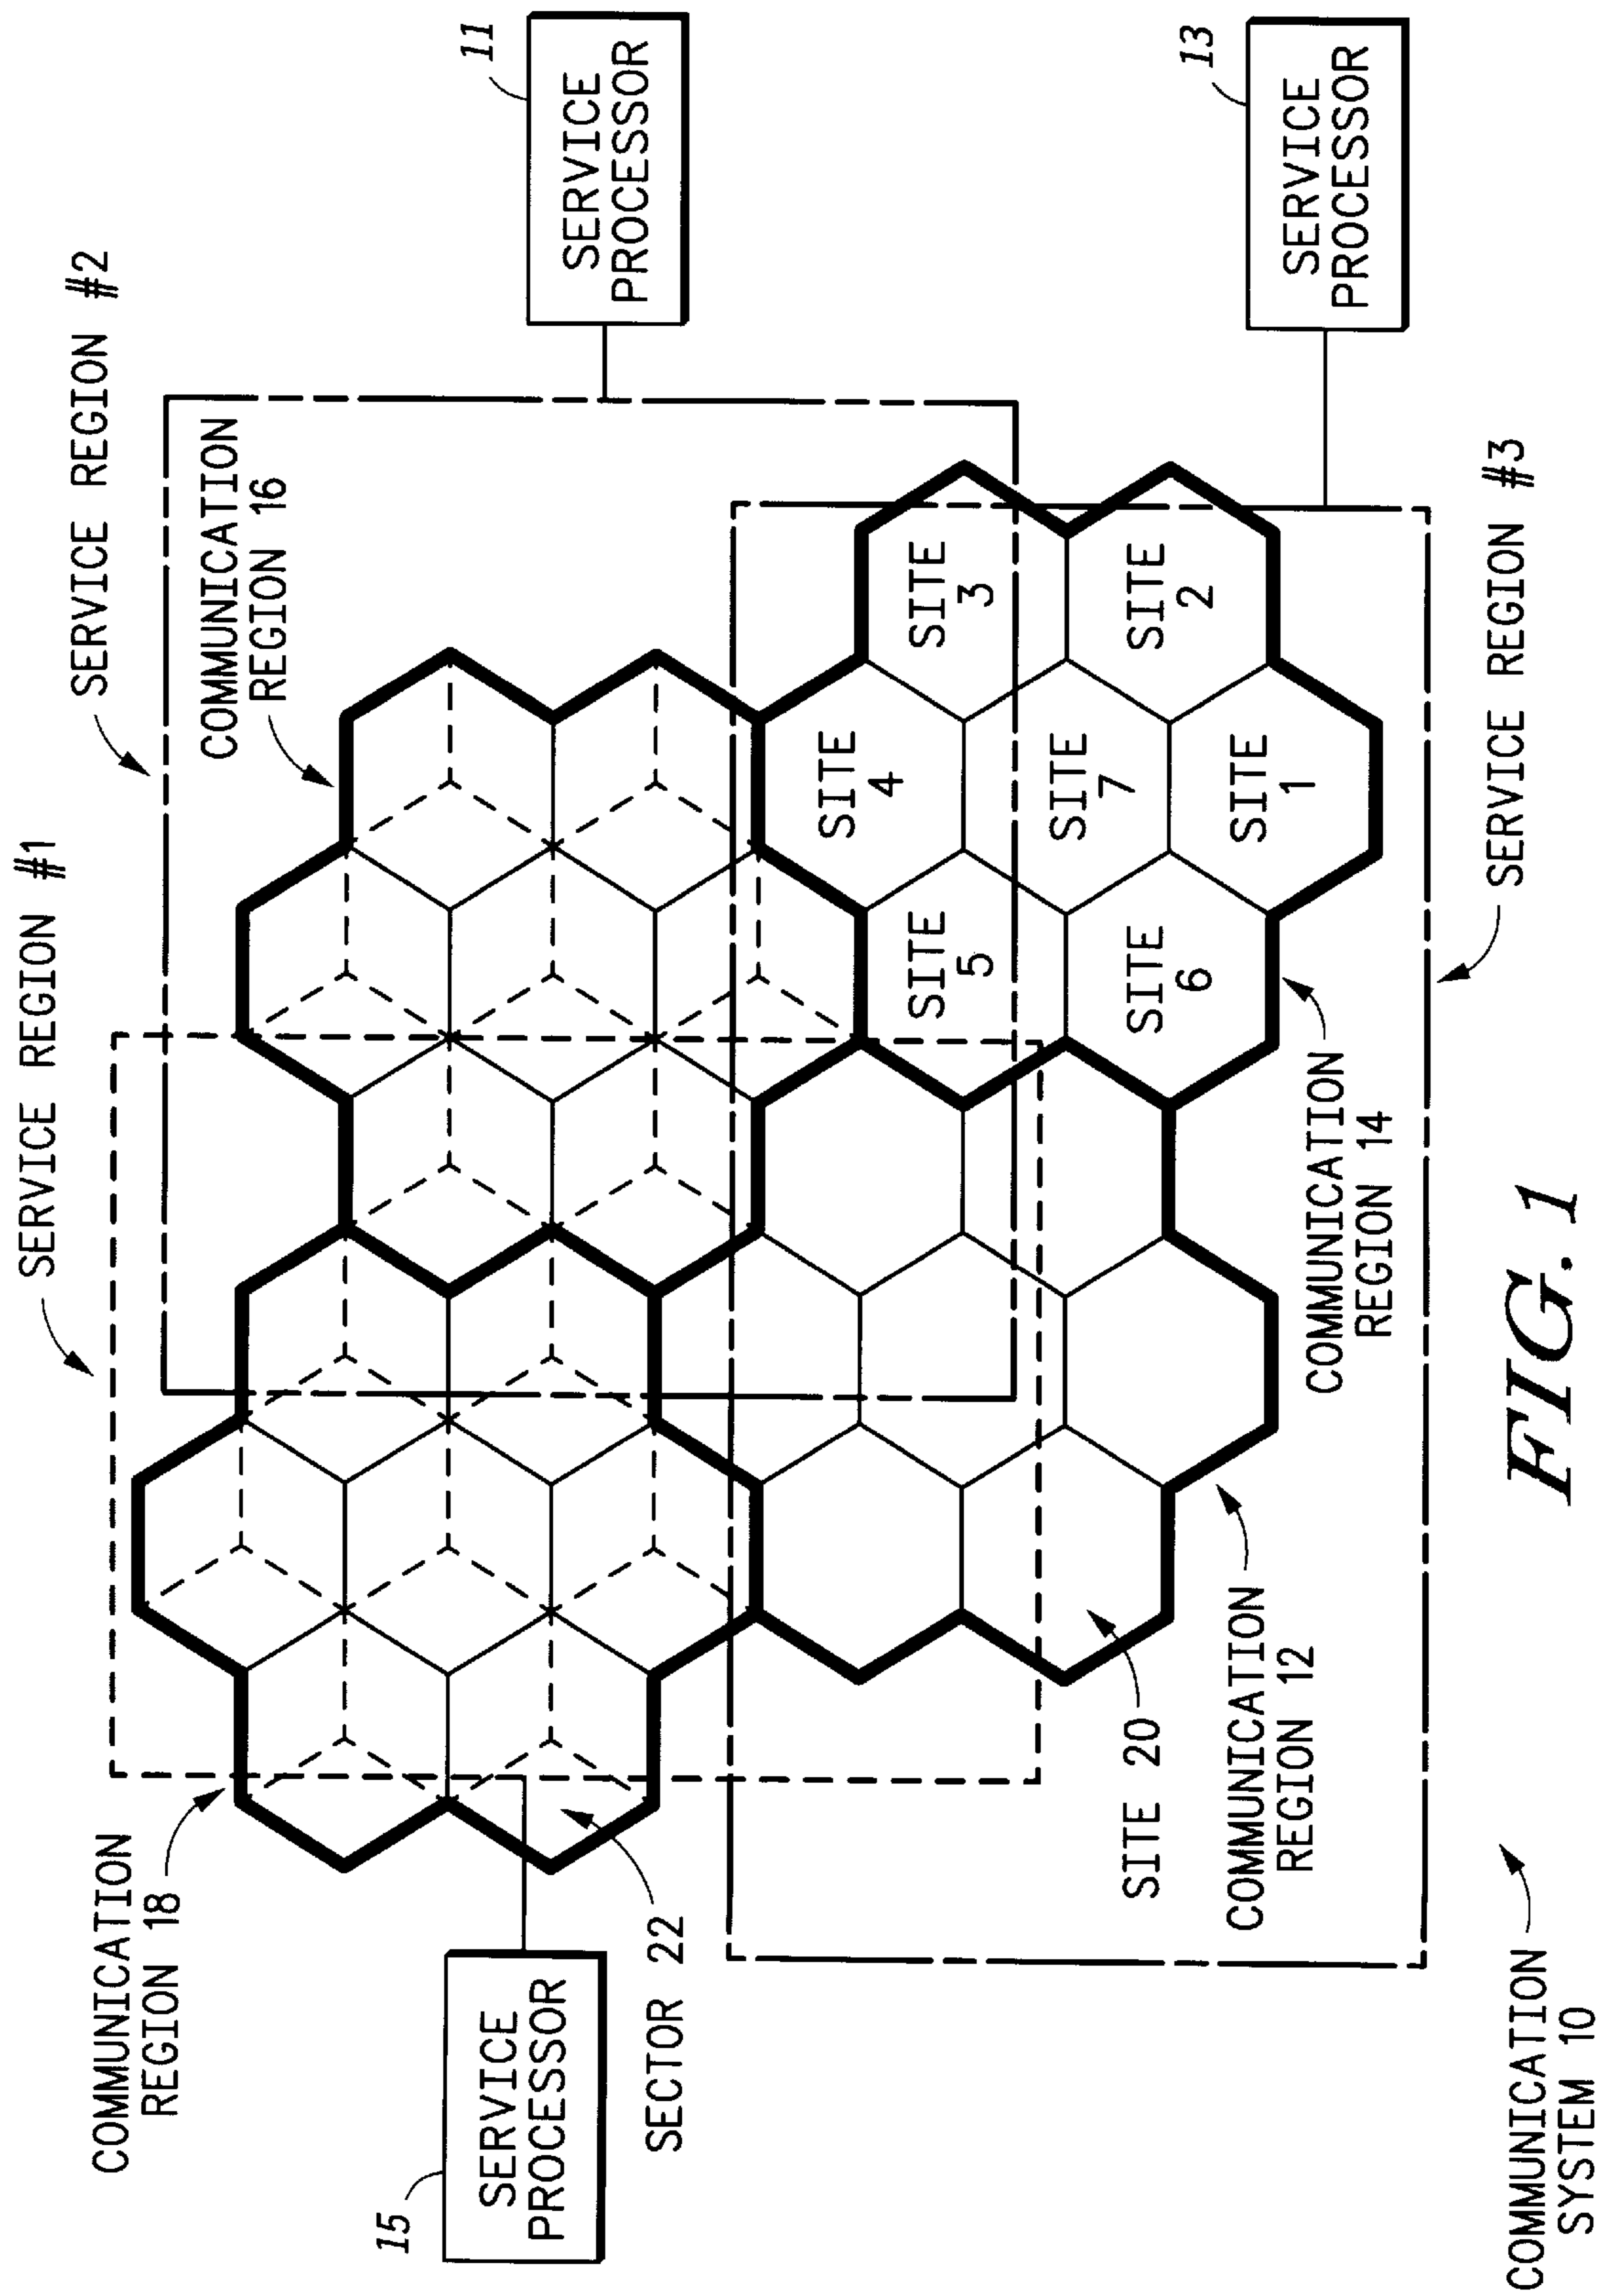 SERVICE REGION #2
SERVICE REGION #1
COMMUNICATION
REGION 18
COMMUNICATION
REGION 16
11
SERVICE
PROCESSOR
15
SERVICE
PROCESSOR
SECTOR 22
SITE
4
SITE
3
SITE
5
SITE
7
SITE
2
SITE
6
SITE
1
13
SERVICE
PROCESSOR
SITE 20
COMMUNICATION
REGION 12
COMMUNICATION
REGION 14
SERVICE REGION #3
COMMUNICATION
SYSTEM 10
FIG. 1